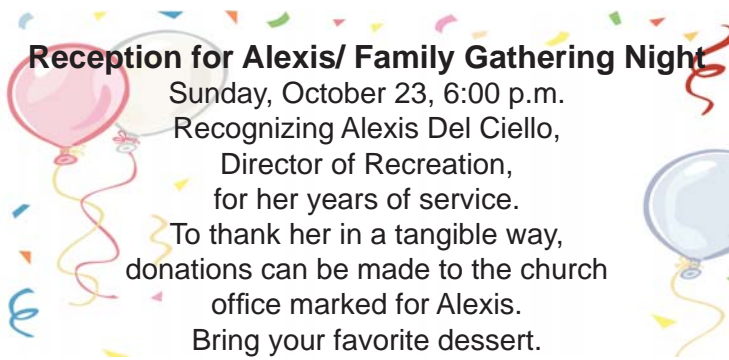 Reception for Alexis/ Family Gathering Night
Sunday, October 23, 6:00 p.m.
Recognizing Alexis Del Ciello,
Director of Recreation,
for her years of service.
To thank her in a tangible way,
donations can be made to the church
office marked for Alexis.
Bring your favorite dessert.